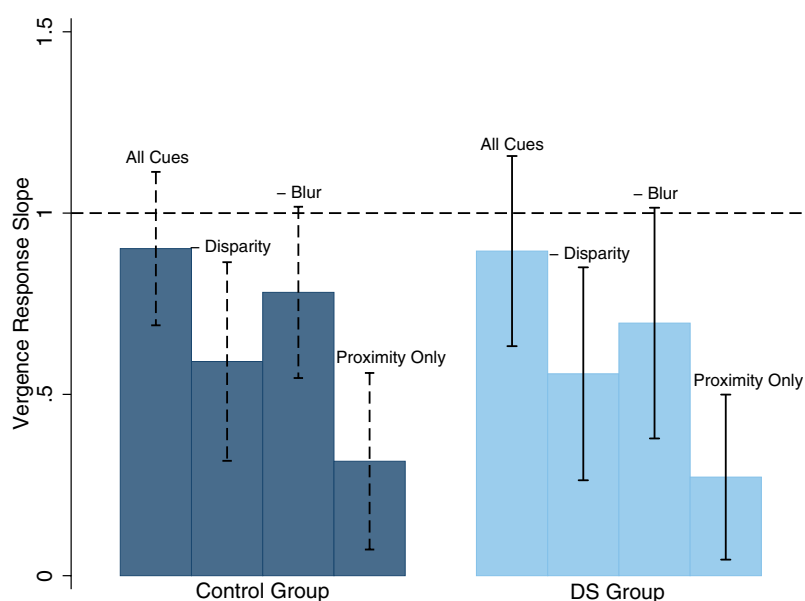 Vergence Response Slope
1.5
1
.5
0
All Cues
– Disparity
– Blur
Proximity Only
All Cues
– Disparity
– Blur
Proximity Only
Control Group
DS Group